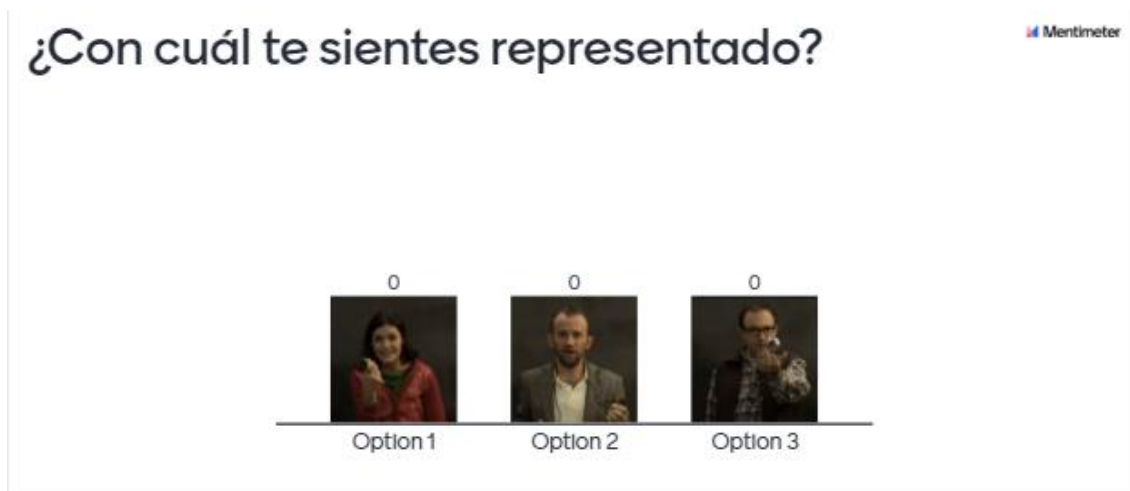 ¿Con cuál te sientes representado?
Mentimeter
0 0 0
Option 1 Option 2 Option 3